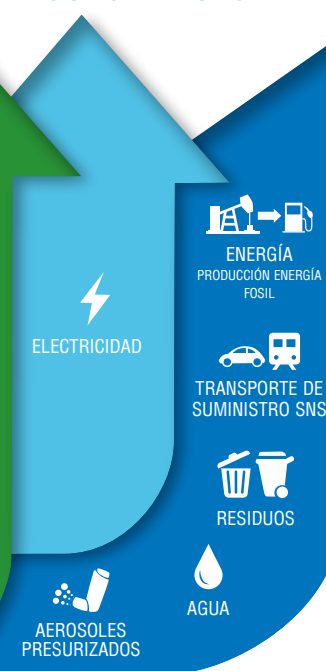 ENERGÍA
PRODUCCIÓN ENERGÍA
FOSIL
ELECTRICIDAD
TRANSPORTE DE
SUMINISTRO SNS
RESIDUOS
AGUA
AEROSOLES
PRESURIZADOS